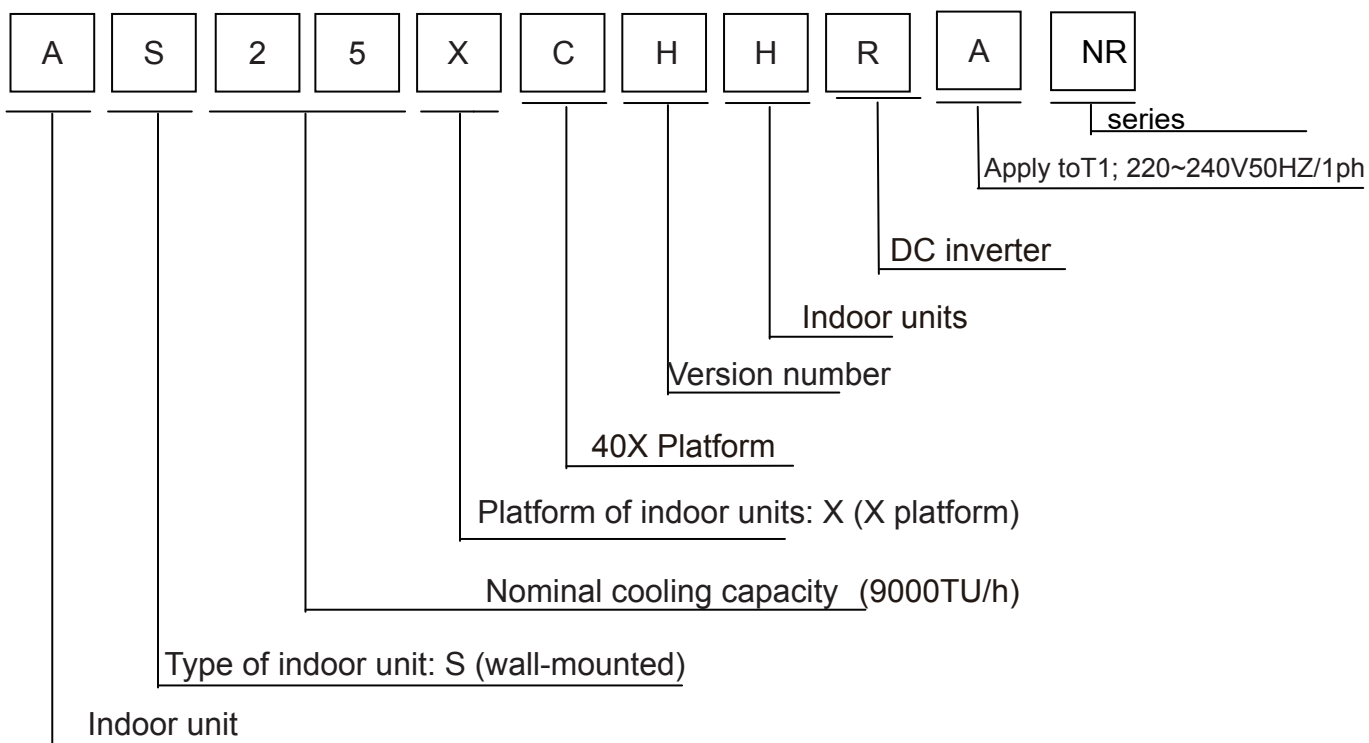 A S 2 5 X C H H R A NR
series
Apply toT1; 220~240V50HZ/1ph
DC inverter
Indoor units
Version number
40X Platform
Platform of indoor units: X (X platform)
Nominal cooling capacity (9000TU/h)
Type of indoor unit: S (wall-mounted)
Indoor unit